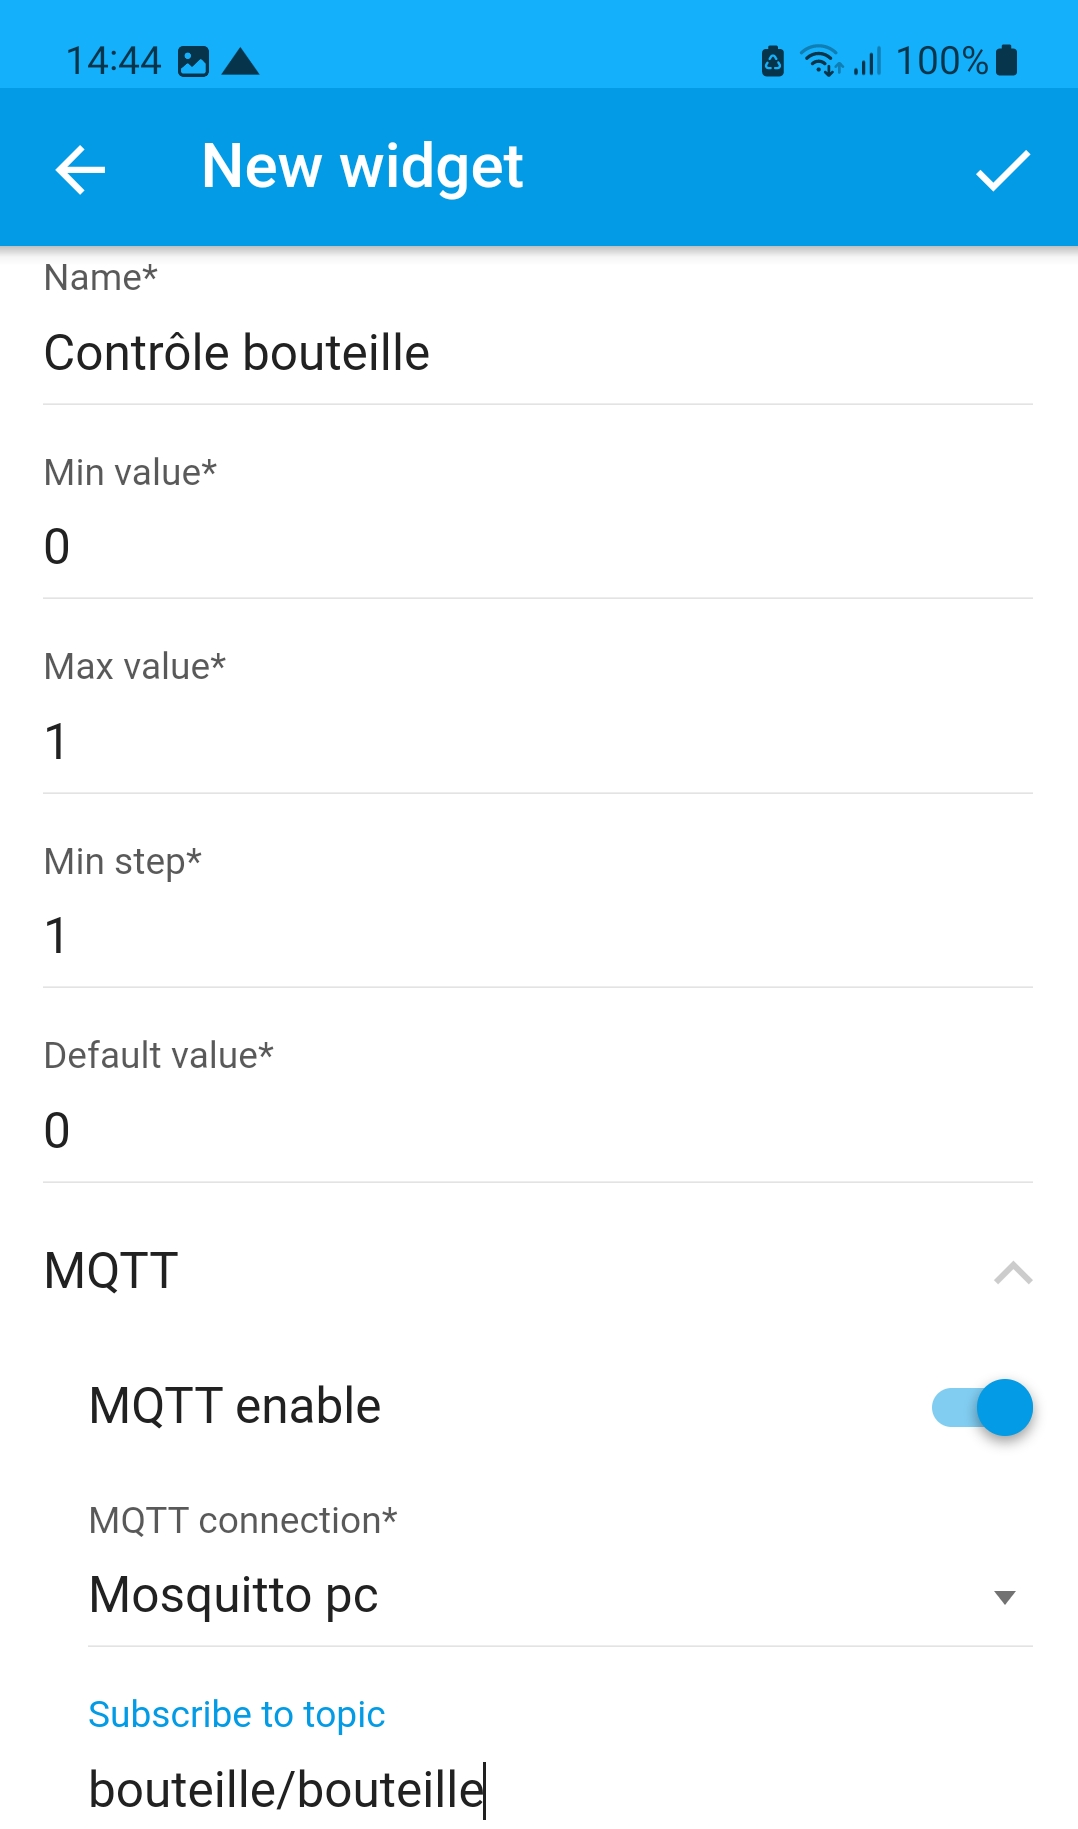 14:44
100%
New widget
Name*
Contrôle bouteille
Min value*
0
Max value*
1
Min step*
1
Default value*
0
MQTT
MQTT enable
MQTT connection*
Mosquitto pc
Subscribe to topic
bouteille/bouteille